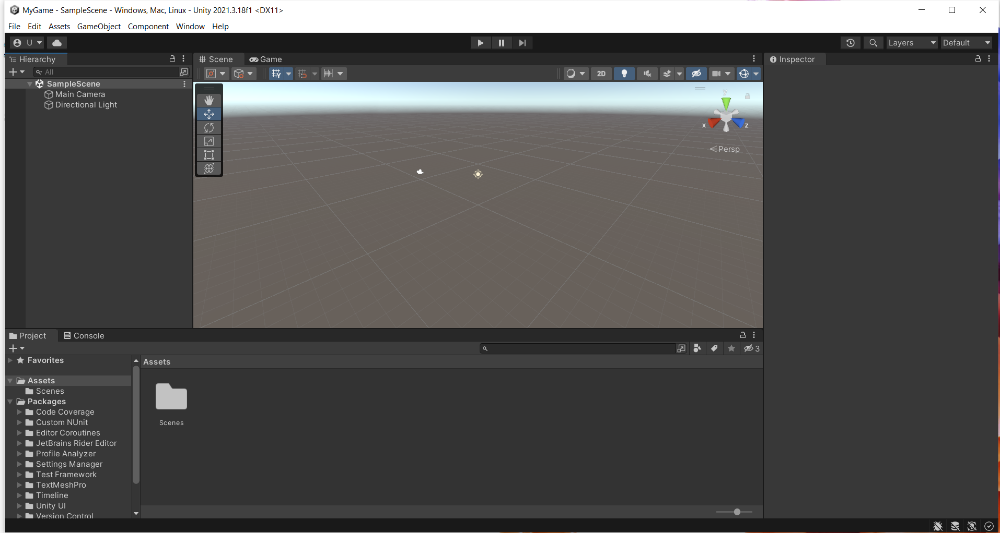 MyGame - SampleScene - Windows, Mac, Linux - Unity 2021.3.18f1 <DX11>
File Edit Assets GameObject Component Window Help
U Layers Default
Hierarchy
All
SampleScene
Main Camera
Directional Light
Scene Game
2D
y
x z
Persp
Inspector
Project Console
3
Favorites
Assets
Scenes
Packages
Code Coverage
Custom NUnit
Editor Coroutines
JetBrains Rider Editor
Profile Analyzer
Settings Manager
Test Framework
TextMeshPro
Timeline
Unity UI
Version Control
Assets
Scenes